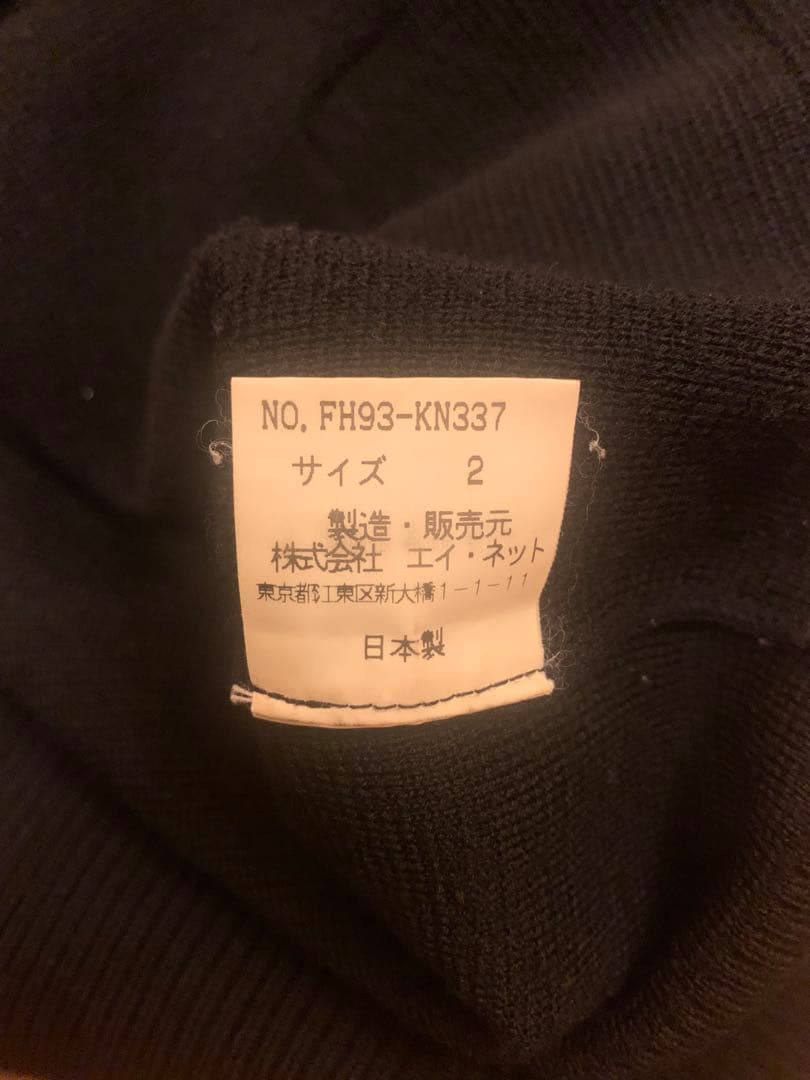 NO. FH93-KN337
サイズ 2
製造・販売元
株式会社 エイ・ネット
東京都江東区新大橋1-1-11
日本製